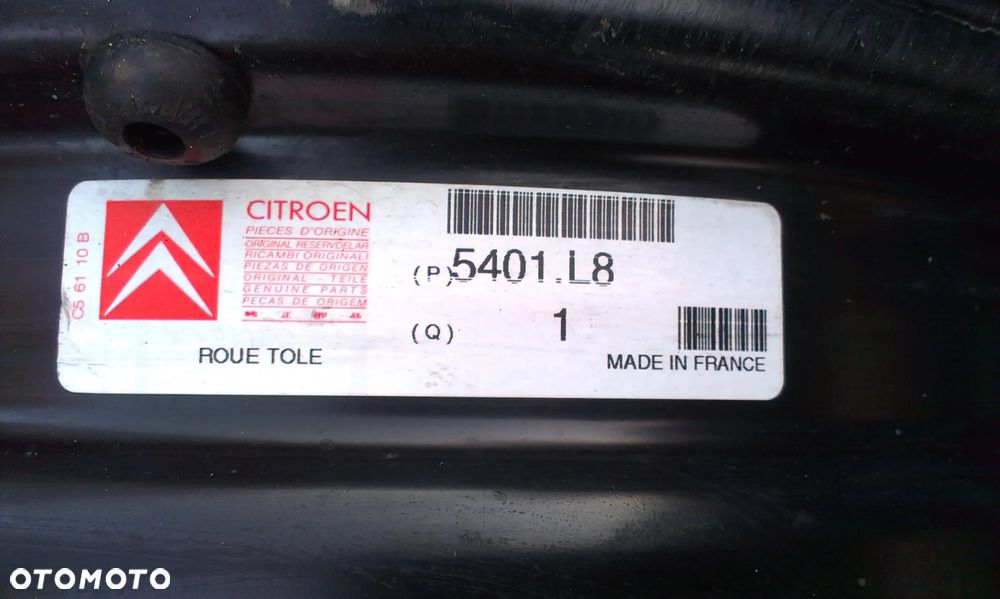 C5 61 10 B
CITROEN
PIECES D'ORIGINE
ORIGINAL RESERVDELAR
RICAMBI ORIGINALI
PIEZAS DE ORIGEN
ORIGINAL - TEILE
GENUINE PARTS
PECAS DE ORIGEM
(P) 5401.L8
(Q) 1
ROUE TOLE
MADE IN FRANCE
OTOMOTO